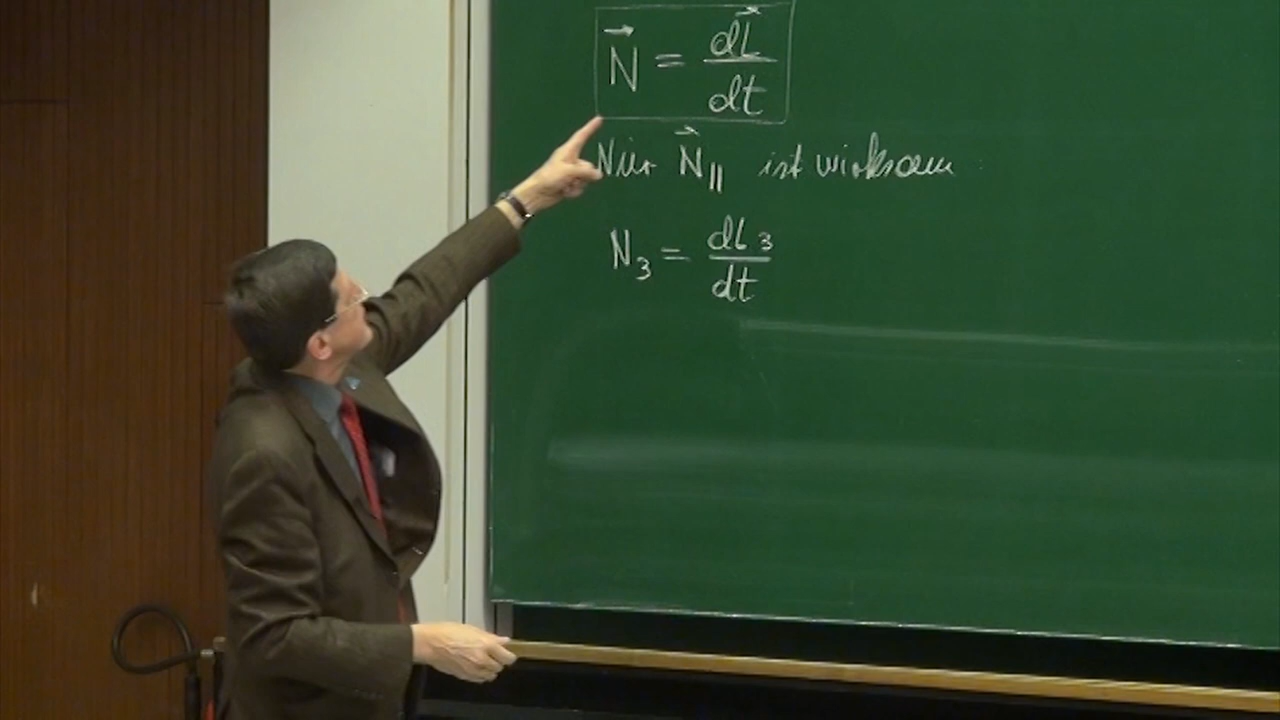 N⃗ = dL⃗/dt
Nur N⃗|| ist wirksam
N₃ = dL₃/dt